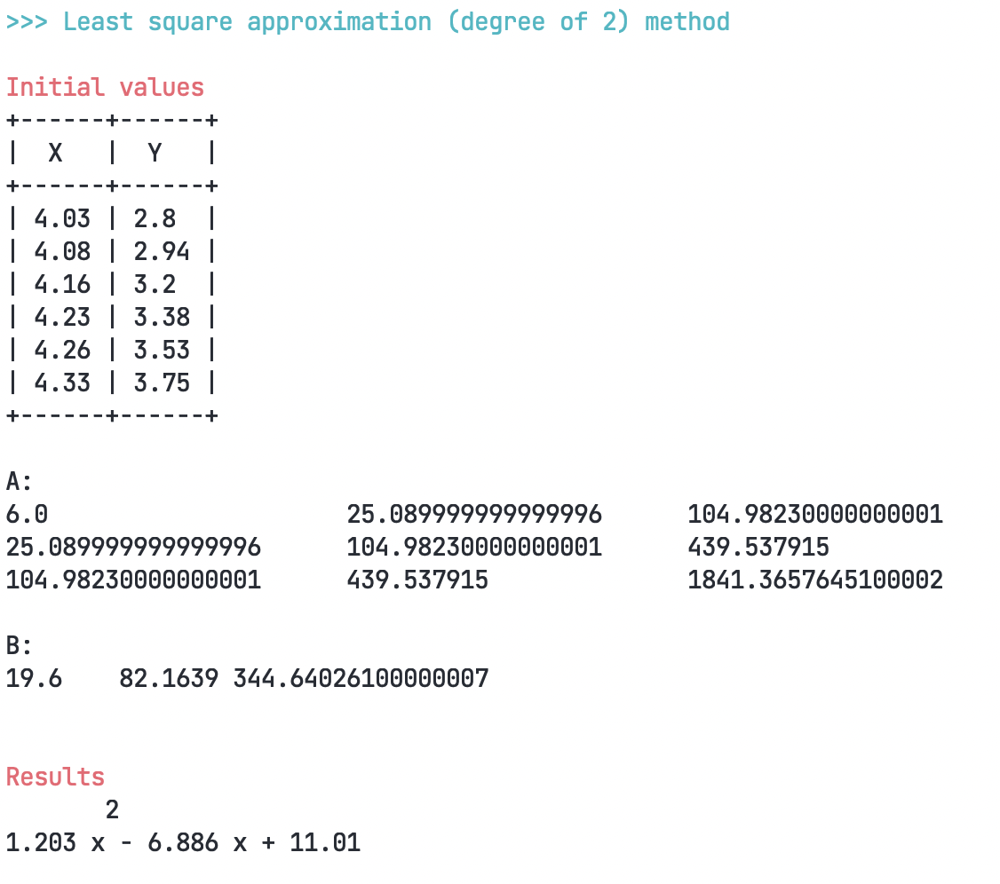 >>> Least square approximation (degree of 2) method
Initial values
+------+------+
|  X   |  Y   |
+------+------+
| 4.03 | 2.8  |
| 4.08 | 2.94 |
| 4.16 | 3.2  |
| 4.23 | 3.38 |
| 4.26 | 3.53 |
| 4.33 | 3.75 |
+------+------+
A:
6.0                     25.089999999999996      104.98230000000001
25.089999999999996      104.98230000000001      439.537915
104.98230000000001      439.537915              1841.3657645100002
B:
19.6    82.1639 344.64026100000007
Results
       2
1.203 x - 6.886 x + 11.01